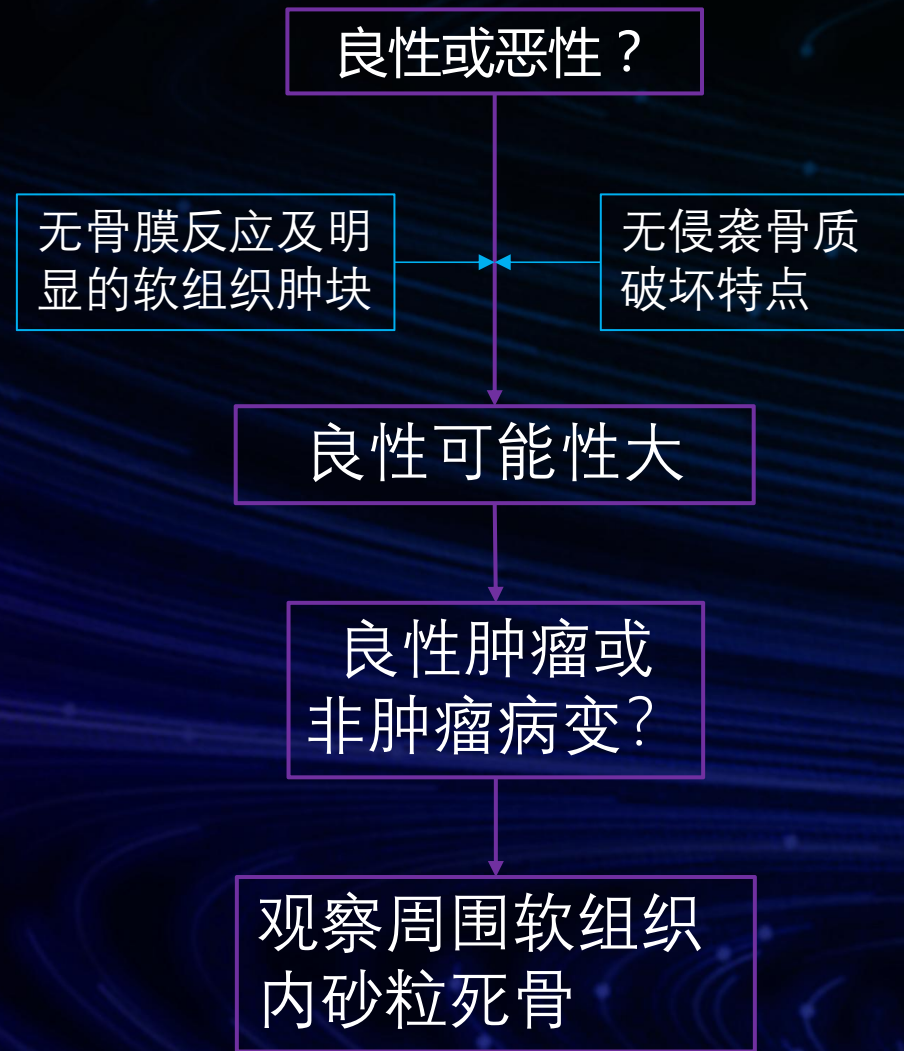 良性或恶性？
无骨膜反应及明
显的软组织肿块
无侵袭骨质
破坏特点
良性可能性大
良性肿瘤或
非肿瘤病变？
观察周围软组织
内砂粒死骨